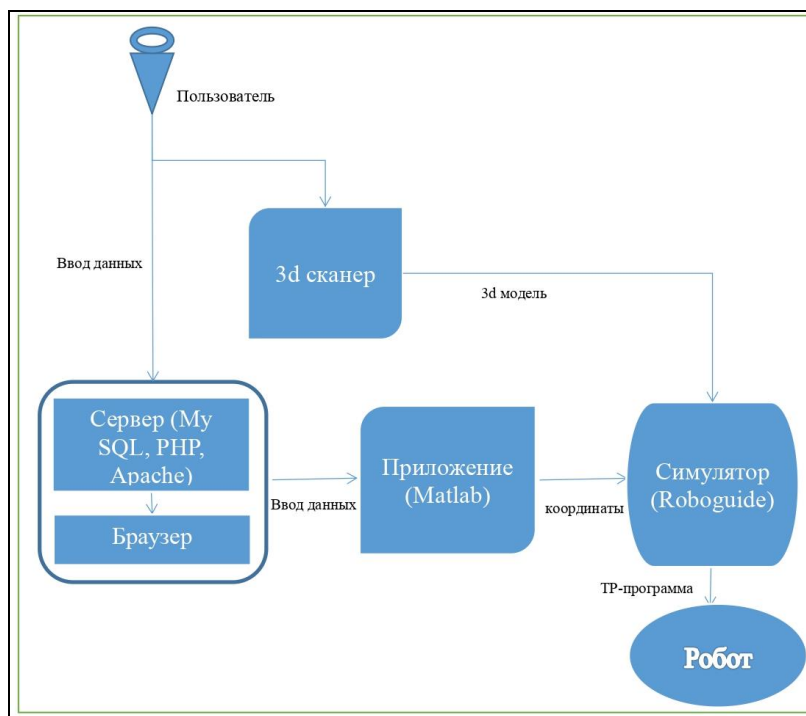 Пользователь
Ввод данных
3d сканер
3d модель
Сервер (My
SQL, PHP,
Apache)
Браузер
Ввод данных
Приложение
(Matlab)
координаты
Симулятор
(Roboguide)
ТР-программа
Робот